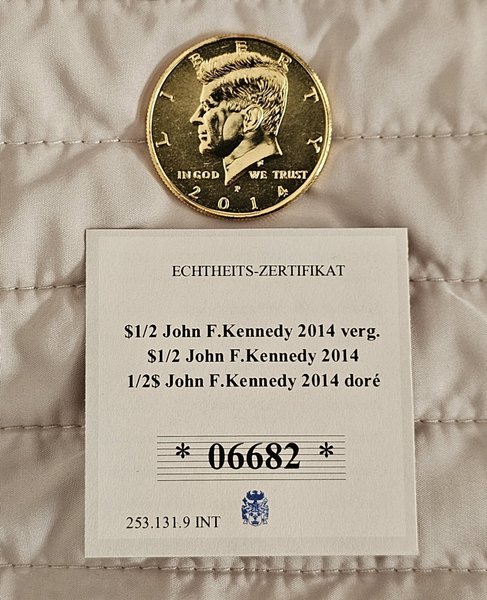 LIBERTY
IN GOD WE TRUST
P
2014
ECHTHEITS-ZERTIFIKAT
$1/2 John F.Kennedy 2014 verg.
$1/2 John F.Kennedy 2014
1/2$ John F.Kennedy 2014 doré
* 06682 *
253.131.9 INT